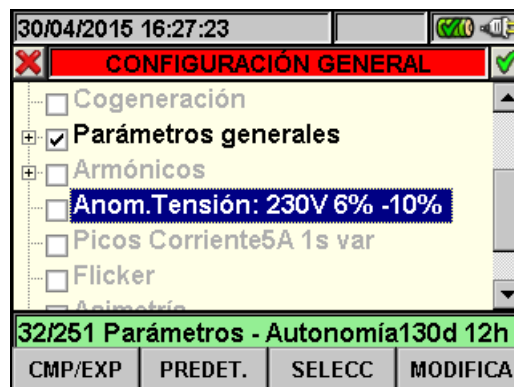 30/04/2015 16:27:23
CONFIGURACIÓN GENERAL
Cogeneración
Parámetros generales
Armónicos
Anom.Tensión: 230V 6% -10%
Picos Corriente5A 1s var
Flicker
Asimetría
32/251 Parámetros - Autonomía130d 12h
CMP/EXP PREDET. SELECC MODIFICA